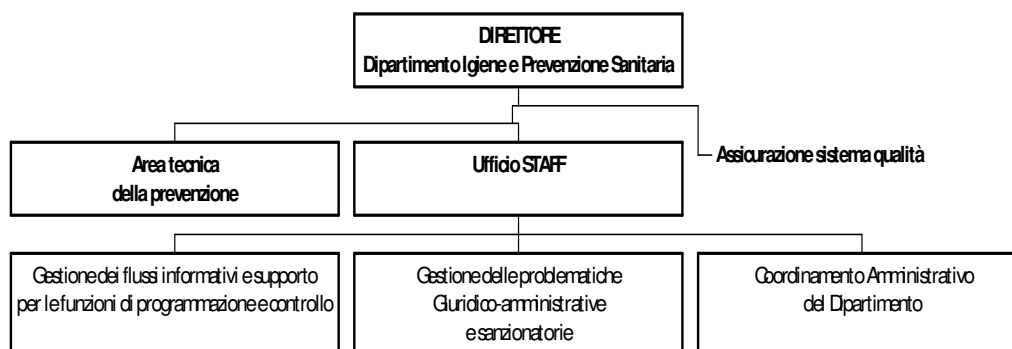 DIRETTORE
Dipartimento Igiene e Prevenzione Sanitaria
Area tecnica
della prevenzione
Ufficio STAFF
Assicurazione sistema qualità
Gestione dei flussi informativi e supporto
per le funzioni di programmazione e controllo
Gestione delle problematiche
Giuridico-amministrative
e sanzionatorie
Coordinamento Amministrativo
del Dipartimento